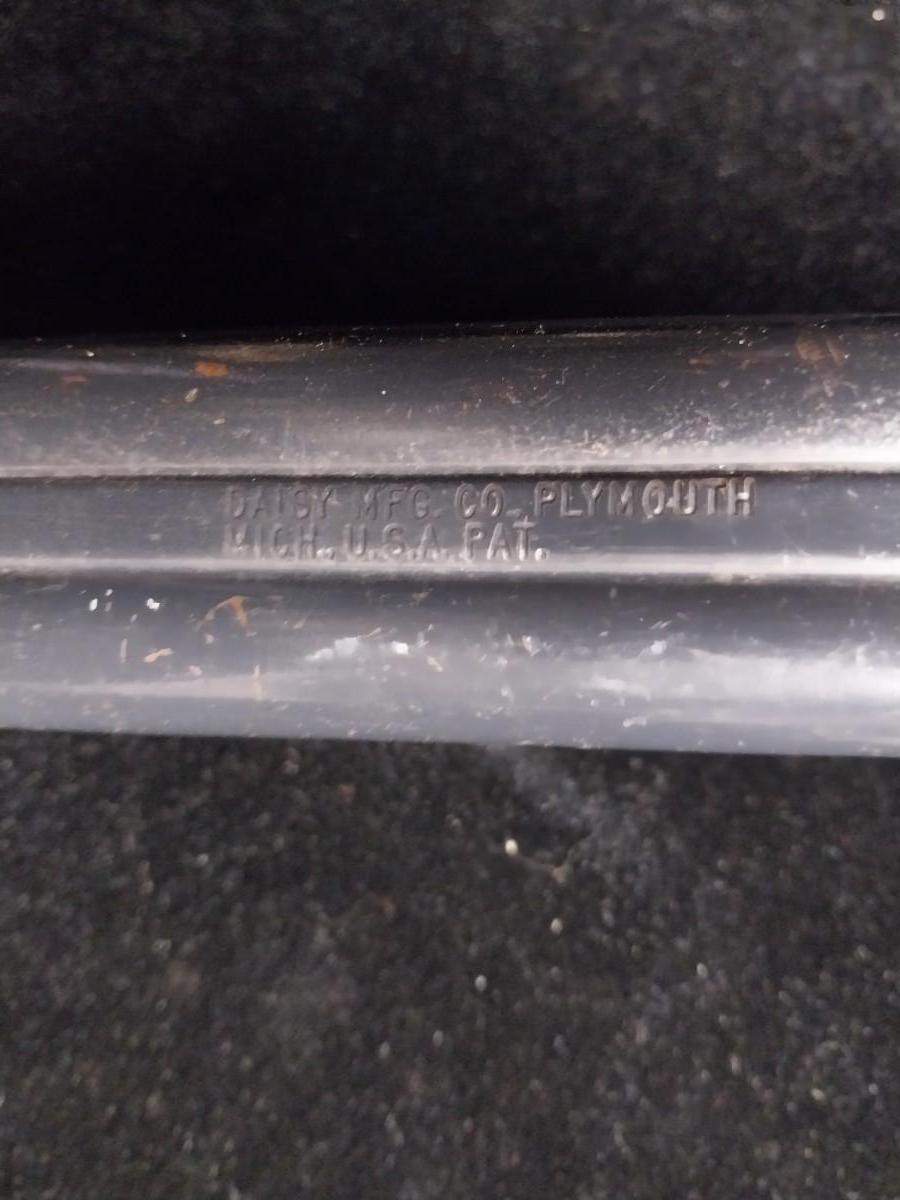 DAISY MFG. CO. PLYMOUTH
MICH. U.S.A. PAT.